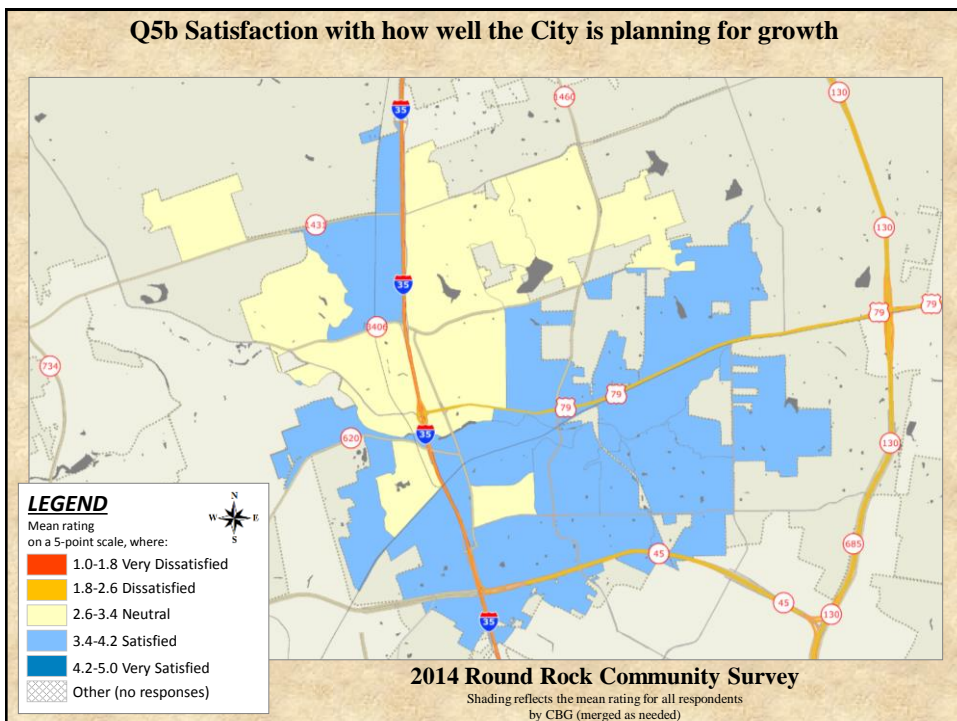 Q5b Satisfaction with how well the City is planning for growth
35
1460
130
1431
130
35
79
79
1406
734
79
79
35
620
130
45
685
45
130
35
LEGEND
N
W
E
S
Mean rating
on a 5-point scale, where:
1.0-1.8 Very Dissatisfied
1.8-2.6 Dissatisfied
2.6-3.4 Neutral
3.4-4.2 Satisfied
4.2-5.0 Very Satisfied
Other (no responses)
2014 Round Rock Community Survey
Shading reflects the mean rating for all respondents
by CBG (merged as needed)